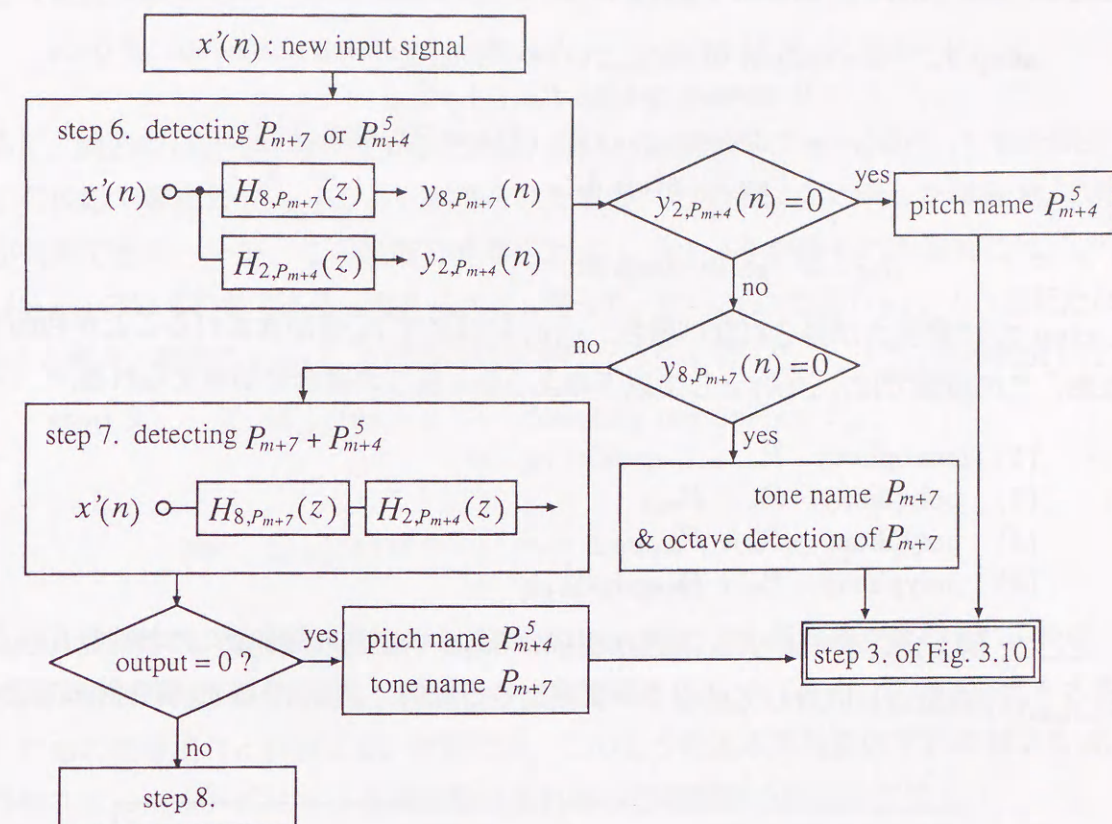 x'(n) : new input signal
step 6. detecting P_{m+7} or P^5_{m+4}
x'(n) H_{8,P_{m+7}}(z) y_{8,P_{m+7}}(n)
H_{2,P_{m+4}}(z) y_{2,P_{m+4}}(n)
y_{2,P_{m+4}}(n) = 0
yes
pitch name P^5_{m+4}
no
y_{8,P_{m+7}}(n) = 0
no
yes
tone name P_{m+7}
& octave detection of P_{m+7}
step 7. detecting P_{m+7} + P^5_{m+4}
x'(n) H_{8,P_{m+7}}(z) H_{2,P_{m+4}}(z)
output = 0 ?
yes
pitch name P^5_{m+4}
tone name P_{m+7}
step 3. of Fig. 3.10
no
step 8.